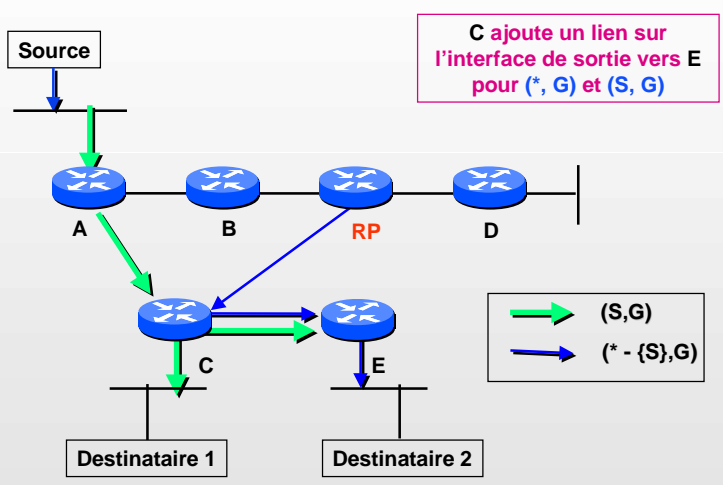 C ajoute un lien sur
l’interface de sortie vers E
pour (*, G) et (S, G)
Source
A
B
RP
D
(S,G)
(* - {S},G)
C
E
Destinataire 1
Destinataire 2